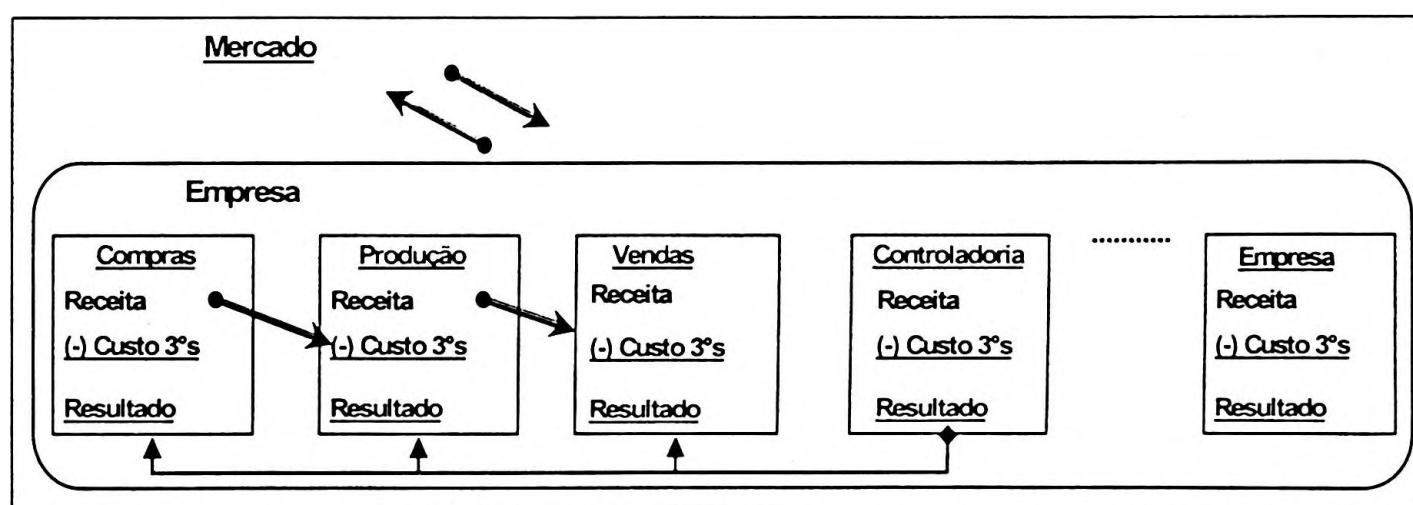 Mercado
Empresa
Compras
Receita
(-) Custo 3°s
Resultado
Produção
Receita
(-) Custo 3°s
Resultado
Vendas
Receita
(-) Custo 3°s
Resultado
Controladoria
Receita
(-) Custo 3°s
Resultado
............
Empresa
Receita
(-) Custo 3°s
Resultado